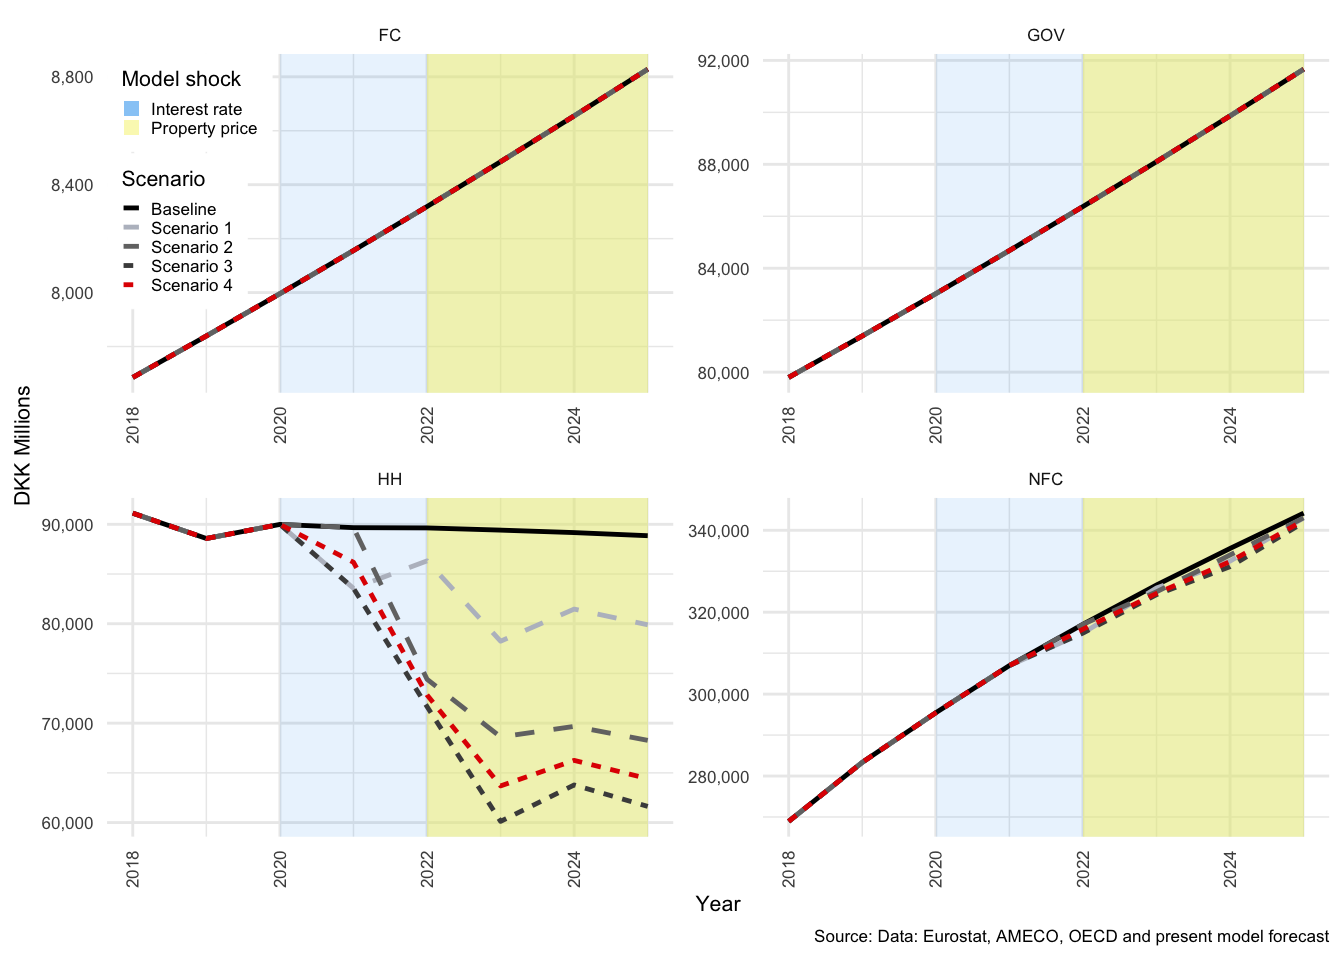 FC
8,800
8,400
8,000
Model shock
Interest rate
Property price
Scenario
Baseline
Scenario 1
Scenario 2
Scenario 3
Scenario 4
2018
2020
2022
2024
GOV
92,000
88,000
84,000
80,000
2018
2020
2022
2024
DKK Millions
HH
90,000
80,000
70,000
60,000
2018
2020
2022
2024
NFC
340,000
320,000
300,000
280,000
2018
2020
2022
2024
Year
Source: Data: Eurostat, AMECO, OECD and present model forecast